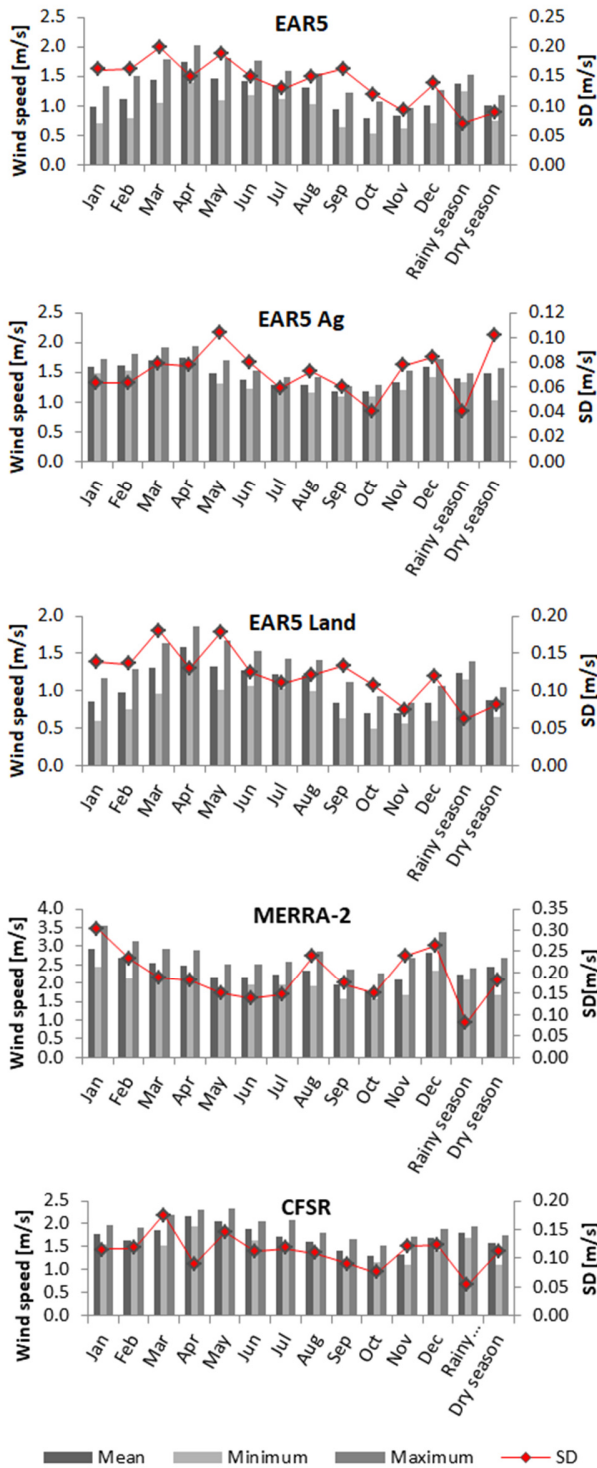 EAR5
Wind speed [m/s]
2.5
2.0
1.5
1.0
0.5
0.0
0.25
0.20
0.15
0.10
0.05
0.00
SD [m/s]
Jan
Feb
Mar
Apr
May
Jun
Jul
Aug
Sep
Oct
Nov
Dec
Rainy season
Dry season
EAR5 Ag
Wind speed [m/s]
2.5
2.0
1.5
1.0
0.5
0.0
0.12
0.10
0.08
0.06
0.04
0.02
0.00
SD [m/s]
Jan
Feb
Mar
Apr
May
Jun
Jul
Aug
Sep
Oct
Nov
Dec
Rainy season
Dry season
EAR5 Land
Wind speed [m/s]
2.0
1.5
1.0
0.5
0.0
0.20
0.15
0.10
0.05
0.00
SD [m/s]
Jan
Feb
Mar
Apr
May
Jun
Jul
Aug
Sep
Oct
Nov
Dec
Rainy season
Dry season
MERRA-2
Wind speed [m/s]
4.0
3.5
3.0
2.5
2.0
1.5
1.0
0.5
0.0
0.35
0.30
0.25
0.20
0.15
0.10
0.05
0.00
SD[m/s]
Jan
Feb
Mar
Apr
May
Jun
Jul
Aug
Sep
Oct
Nov
Dec
Rainy season
Dry season
CFSR
Wind speed [m/s]
2.5
2.0
1.5
1.0
0.5
0.0
0.20
0.15
0.10
0.05
0.00
SD [m/s]
Jan
Feb
Mar
Apr
May
Jun
Jul
Aug
Sep
Oct
Nov
Dec
Rainy...
Dry season
Mean
Minimum
Maximum
SD